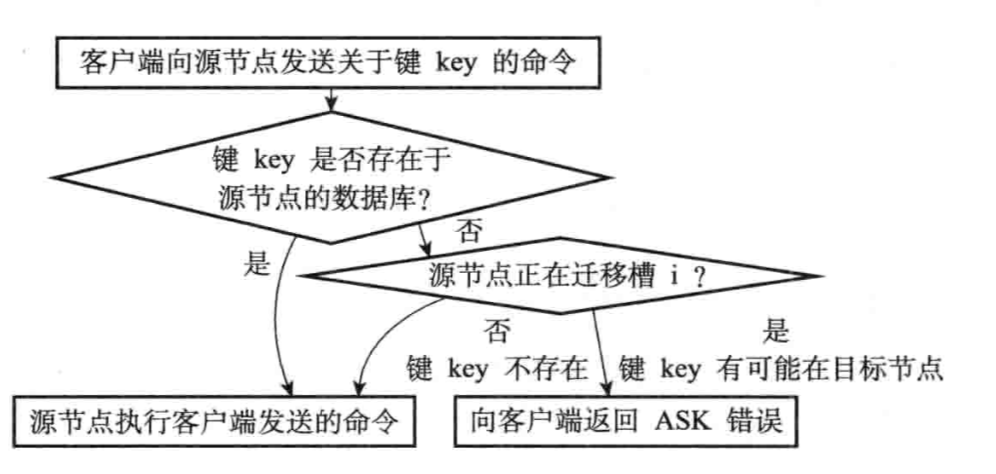 客户端向源节点发送关于键 key 的命令
键 key 是否存在于
源节点的数据库?
否
是
源节点正在迁移槽 i ?
否
是
键 key 不存在
键 key 有可能在目标节点
源节点执行客户端发送的命令
向客户端返回 ASK 错误